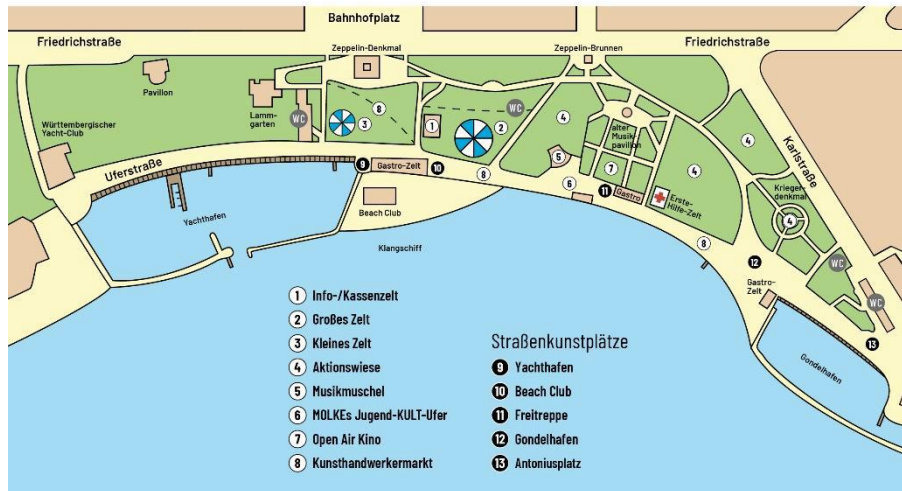 Bahnhofplatz
Friedrichstraße
Friedrichstraße
Zeppelin-Denkmal
Zeppelin-Brunnen
Pavillon
Lamm-
garten
WC
8
3
1
WC
2
4
alter
Musik-
pavillon
4
Karlstraße
Württembergischer
Yacht-Club
Uferstraße
9
Gastro-Zelt
10
8
5
7
4
6
11
Gastro
Erste-
Hilfe-Zelt
Krieger-
denkmal
4
Yachthafen
Beach Club
Klangschiff
8
12
WC
Gastro-
Zelt
WC
13
Gondelhafen
1 Info-/Kassenzelt
2 Großes Zelt
3 Kleines Zelt
4 Aktionswiese
5 Musikmuschel
6 MOLKEs Jugend-KULT-Ufer
7 Open Air Kino
8 Kunsthandwerkermarkt
Straßenkunstplätze
9 Yachthafen
10 Beach Club
11 Freitreppe
12 Gondelhafen
13 Antoniusplatz